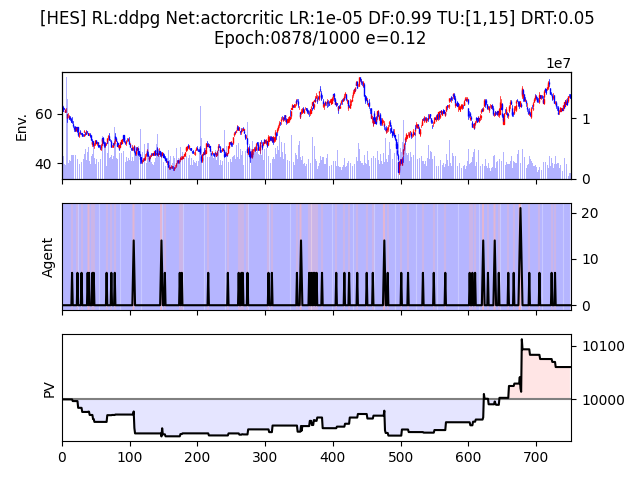 [HES] RL:ddpg Net:actorcritic LR:1e-05 DF:0.99 TU:[1,15] DRT:0.05
Epoch:0878/1000 e=0.12
1e7
Env.
60
40
1
0
Agent
20
10
0
PV
10100
10000
0 100 200 300 400 500 600 700